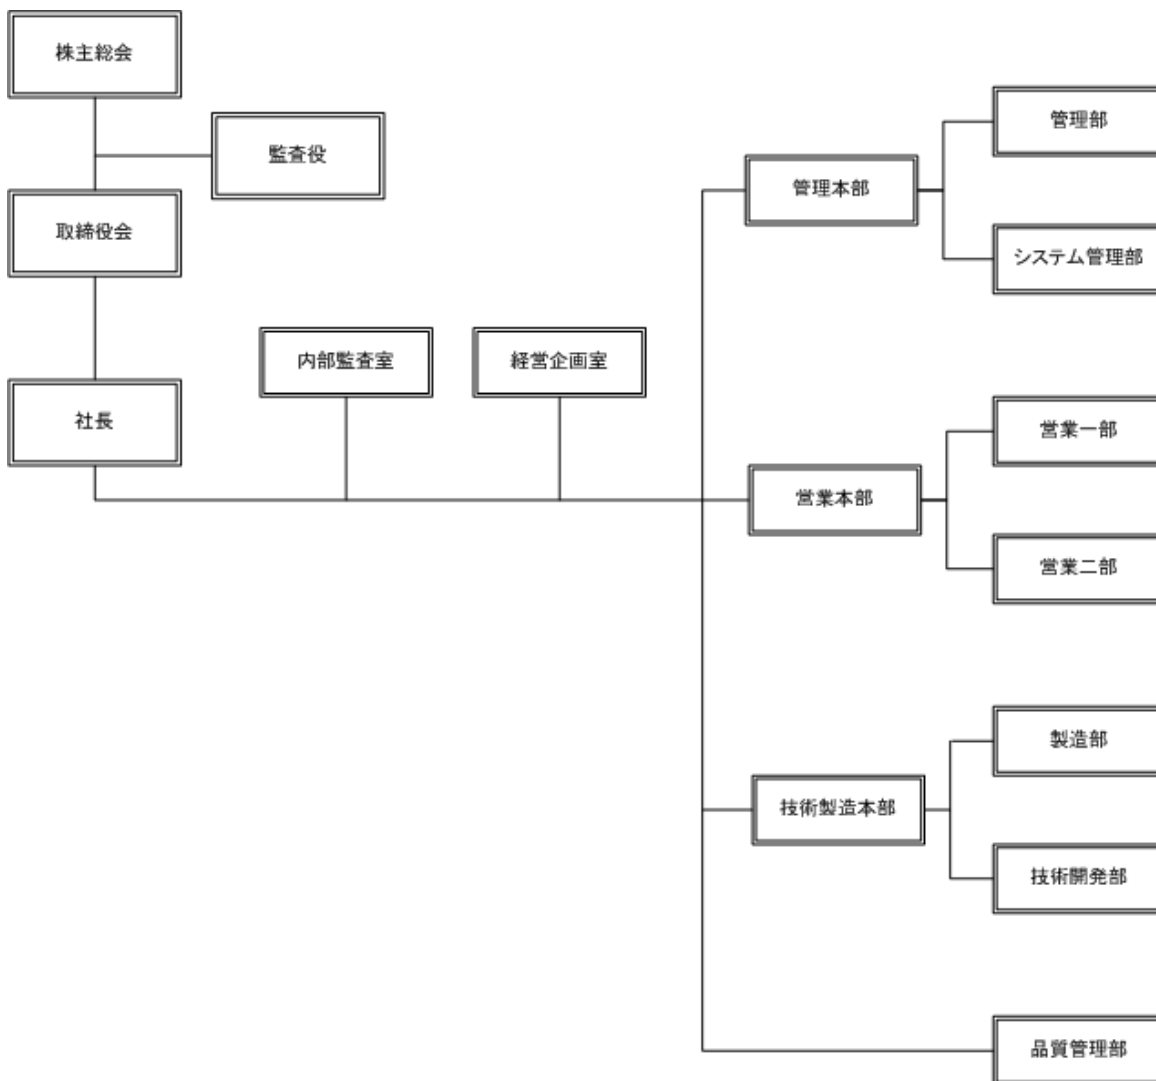 株主総会
監査役
取締役会
社長
内部監査室
経営企画室
管理本部
管理部
システム管理部
営業本部
営業一部
営業二部
技術製造本部
製造部
技術開発部
品質管理部